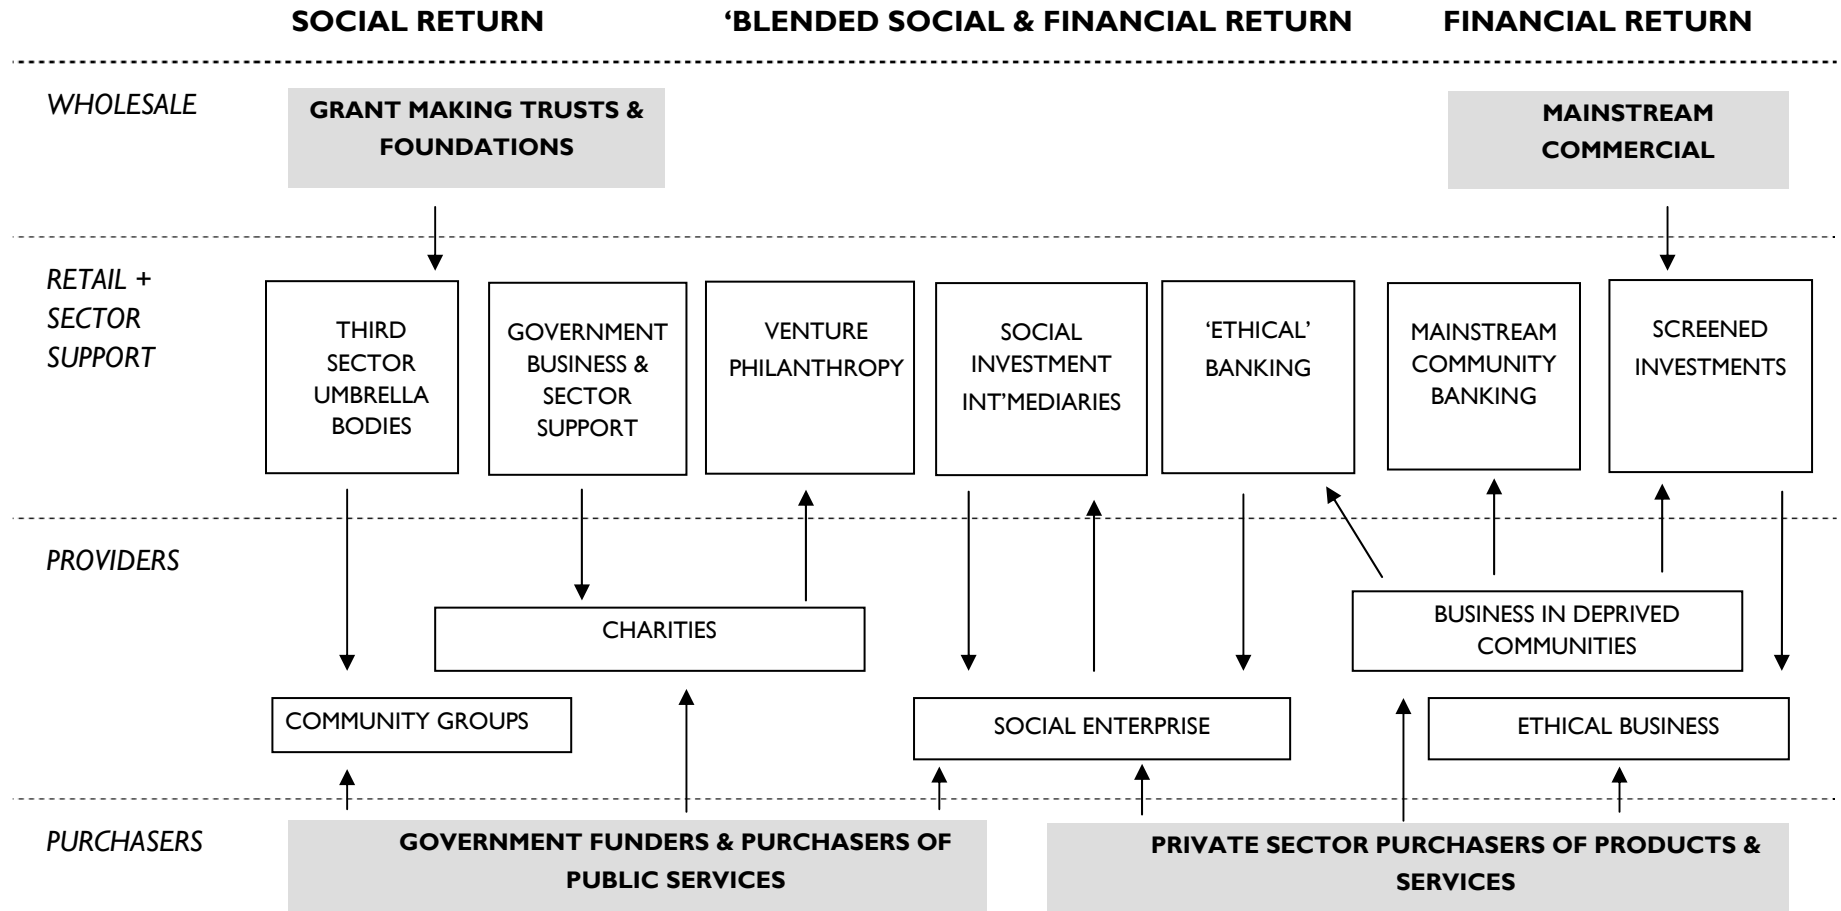 SOCIAL RETURN
‘BLENDED SOCIAL & FINANCIAL RETURN
FINANCIAL RETURN
WHOLESALE
GRANT MAKING TRUSTS &
FOUNDATIONS
MAINSTREAM
COMMERCIAL
RETAIL +
SECTOR
SUPPORT
THIRD
SECTOR
UMBRELLA
BODIES
GOVERNMENT
BUSINESS &
SECTOR
SUPPORT
VENTURE
PHILANTHROPY
SOCIAL
INVESTMENT
INT’MEDIARIES
‘ETHICAL’
BANKING
MAINSTREAM
COMMUNITY
BANKING
SCREENED
INVESTMENTS
PROVIDERS
CHARITIES
BUSINESS IN DEPRIVED
COMMUNITIES
COMMUNITY GROUPS
SOCIAL ENTERPRISE
ETHICAL BUSINESS
PURCHASERS
GOVERNMENT FUNDERS & PURCHASERS OF
PUBLIC SERVICES
PRIVATE SECTOR PURCHASERS OF PRODUCTS &
SERVICES